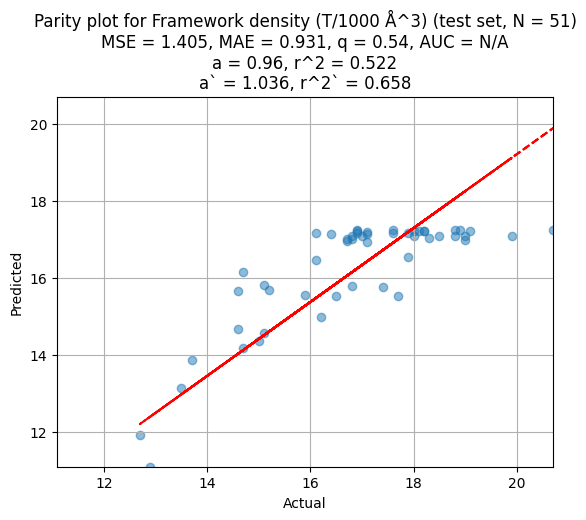 Parity plot for Framework density (T/1000 Å^3) (test set, N = 51)
MSE = 1.405, MAE = 0.931, q = 0.54, AUC = N/A
a = 0.96, r^2 = 0.522
a` = 1.036, r^2` = 0.658
20
18
16
14
12
Predicted
12 14 16 18 20
Actual